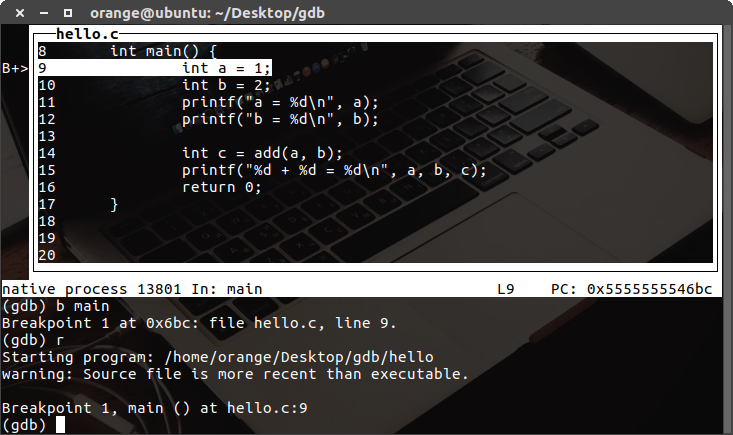 orange@ubuntu: ~/Desktop/gdb
hello.c
8 int main() {
B+> 9 int a = 1;
10 int b = 2;
11 printf("a = %d\n", a);
12 printf("b = %d\n", b);
13
14 int c = add(a, b);
15 printf("%d + %d = %d\n", a, b, c);
16 return 0;
17 }
18
19
20
native process 13801 In: main L9 PC: 0x5555555546bc
(gdb) b main
Breakpoint 1 at 0x6bc: file hello.c, line 9.
(gdb) r
Starting program: /home/orange/Desktop/gdb/hello
warning: Source file is more recent than executable.
Breakpoint 1, main () at hello.c:9
(gdb)